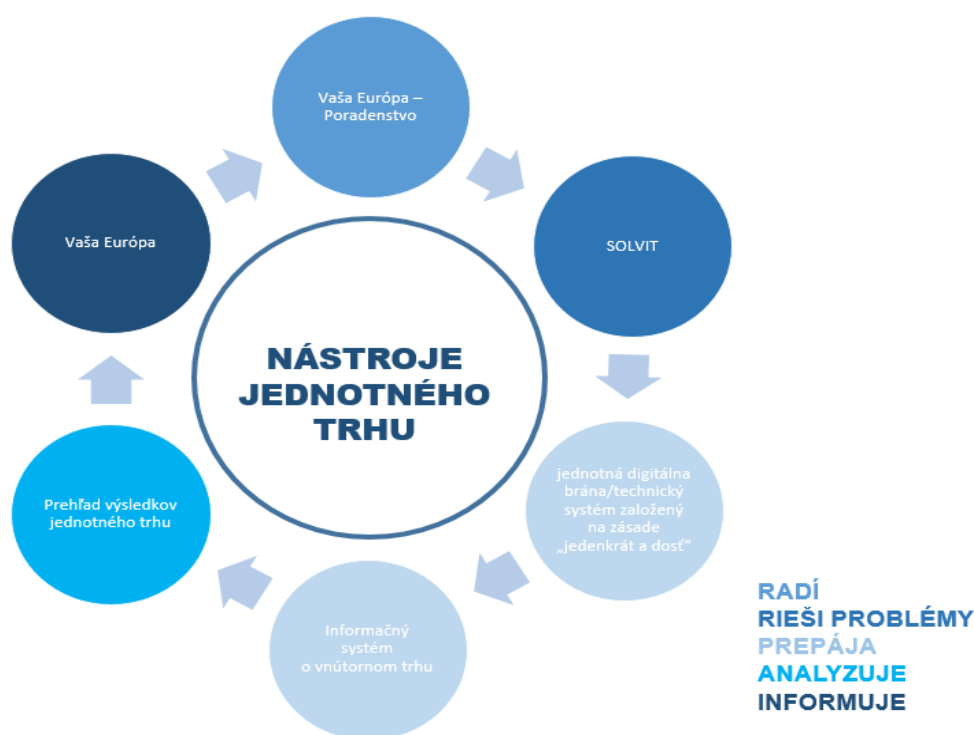 Vaša Európa –
Poradenstvo
SOLVIT
jednotná digitálna
brána/technický
systém založený
na zásade
„jedenkrát a dosť“
Informačný
systém
o vnútornom trhu
Prehľad výsledkov
jednotného trhu
Vaša Európa
NÁSTROJE
JEDNOTNÉHO
TRHU
RADÍ
RIEŠI PROBLÉMY
PREPÁJA
ANALYZUJE
INFORMUJE